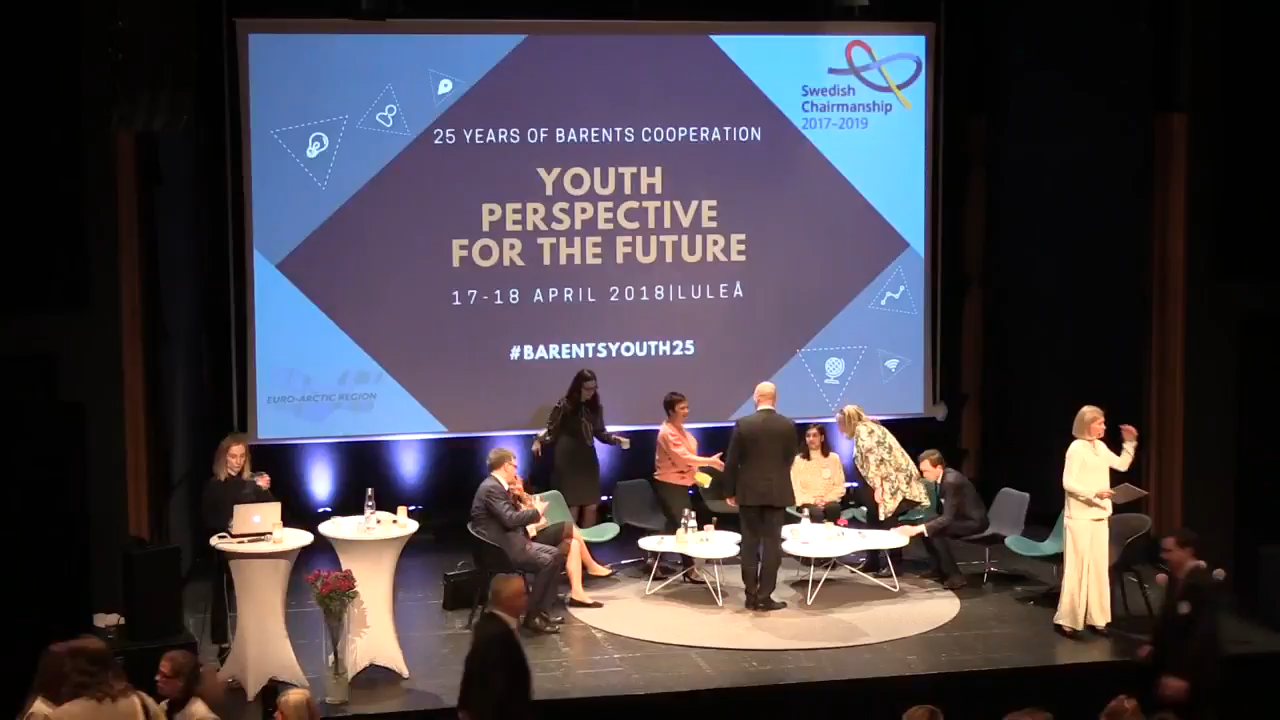 Swedish
Chairmanship
2017-2019
25 YEARS OF BARENTS COOPERATION
YOUTH
PERSPECTIVE
FOR THE FUTURE
17-18 APRIL 2018|LULEÅ
#BARENTSYOUTH25
EURO-ARCTIC REGION